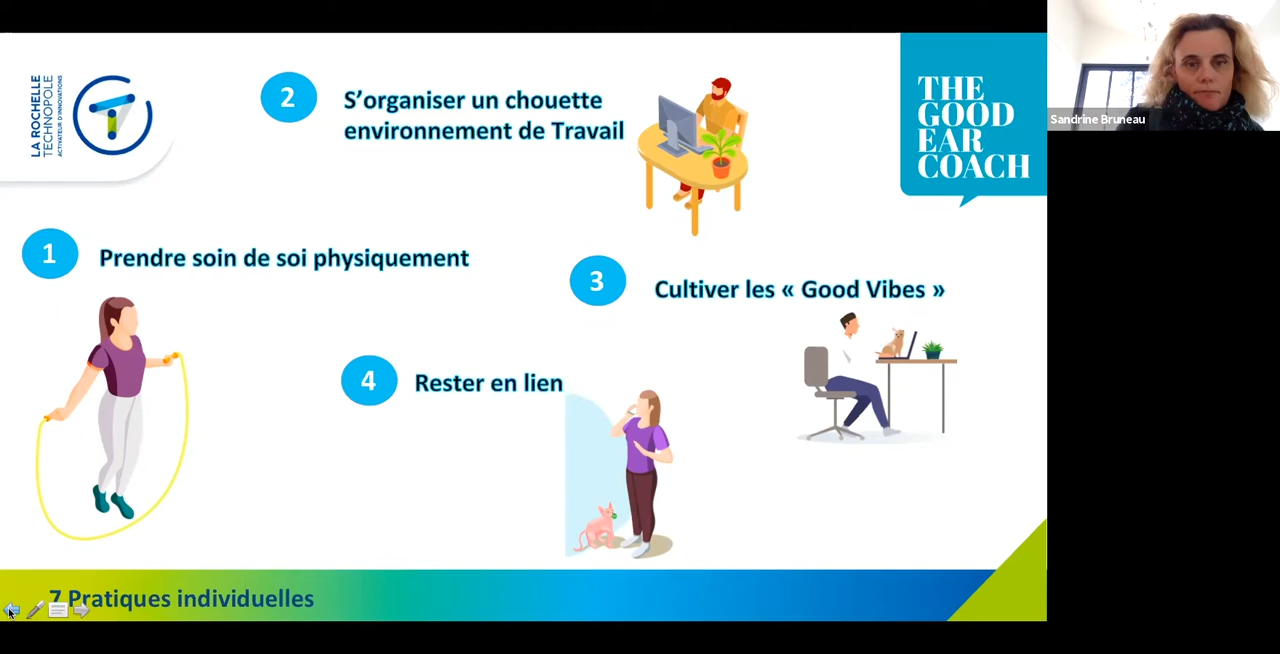 LA ROCHELLE
TECHNOPOLE
ACTIVATEUR D'INNOVATIONS
2
S'organiser un chouette
environnement de Travail
THE
GOOD
EAR
COACH
Sandrine Bruneau
1
Prendre soin de soi physiquement
3
Cultiver les « Good Vibes »
4
Rester en lien
7 Pratiques individuelles